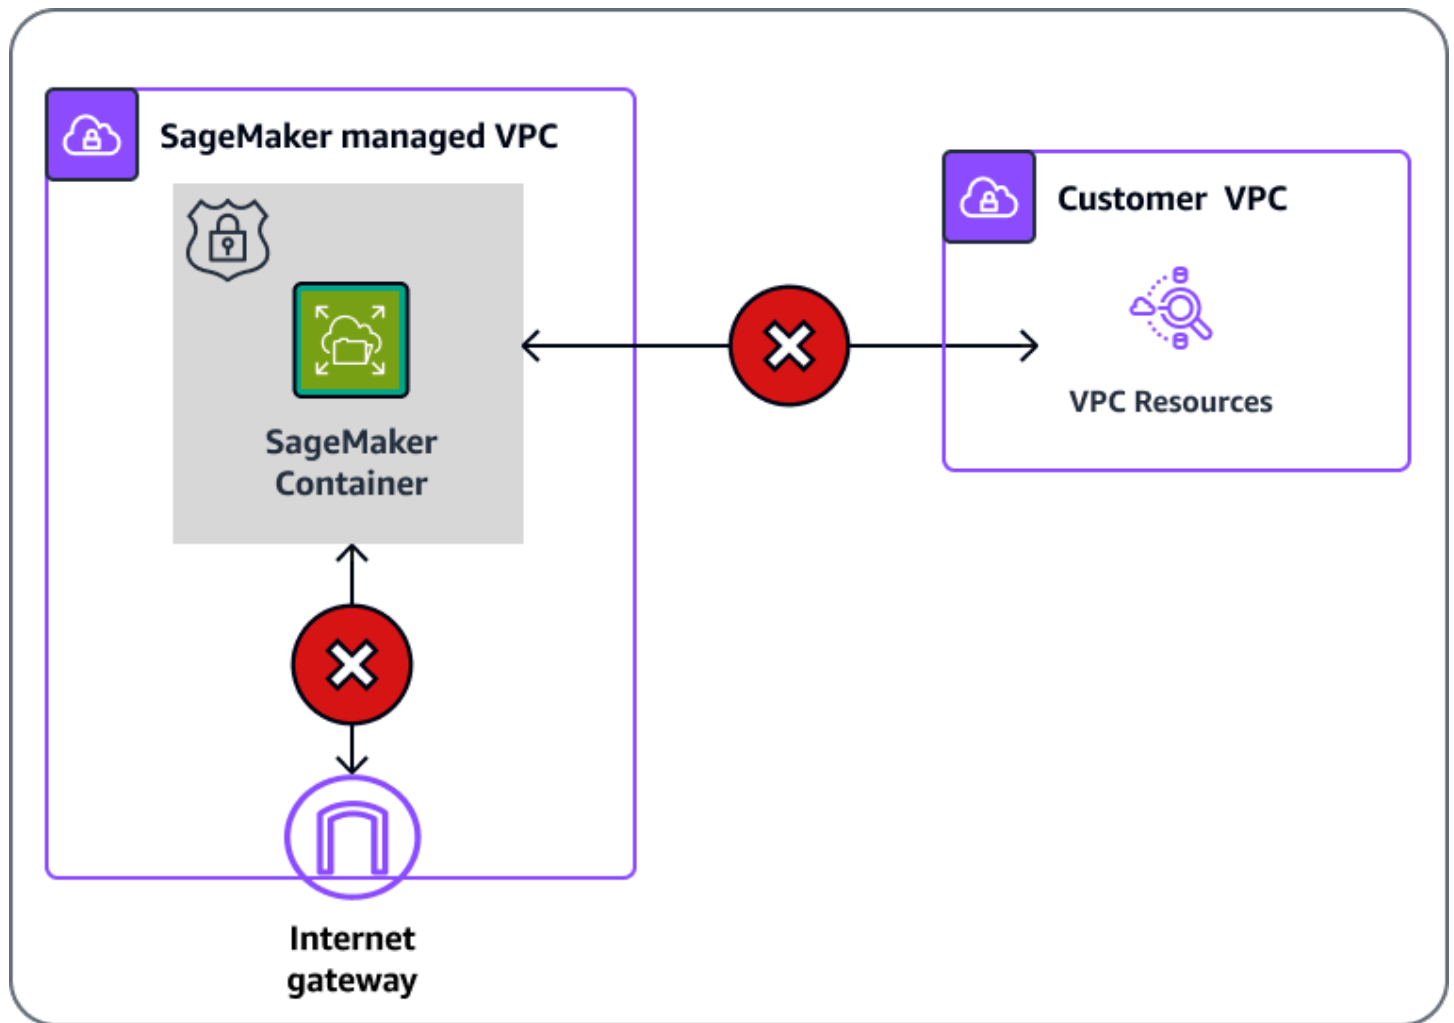 SageMaker managed VPC
SageMaker
Container
Customer VPC
VPC Resources
Internet
gateway